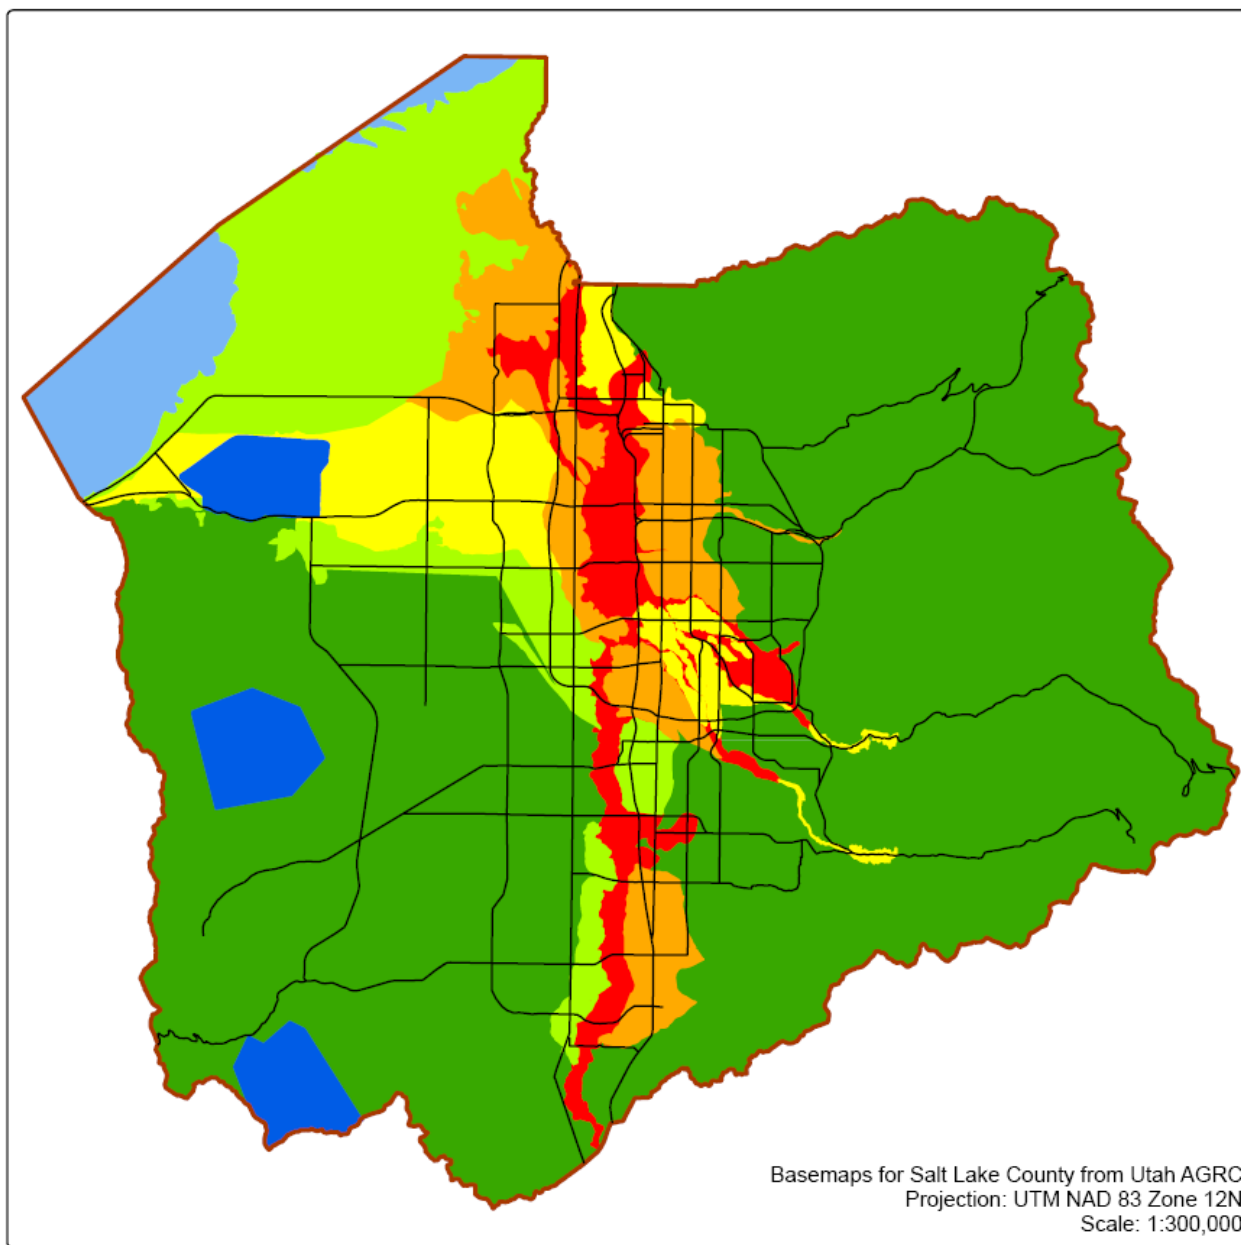 Basemaps for Salt Lake County from Utah AGRC
Projection: UTM NAD 83 Zone 12N
Scale: 1:300,000